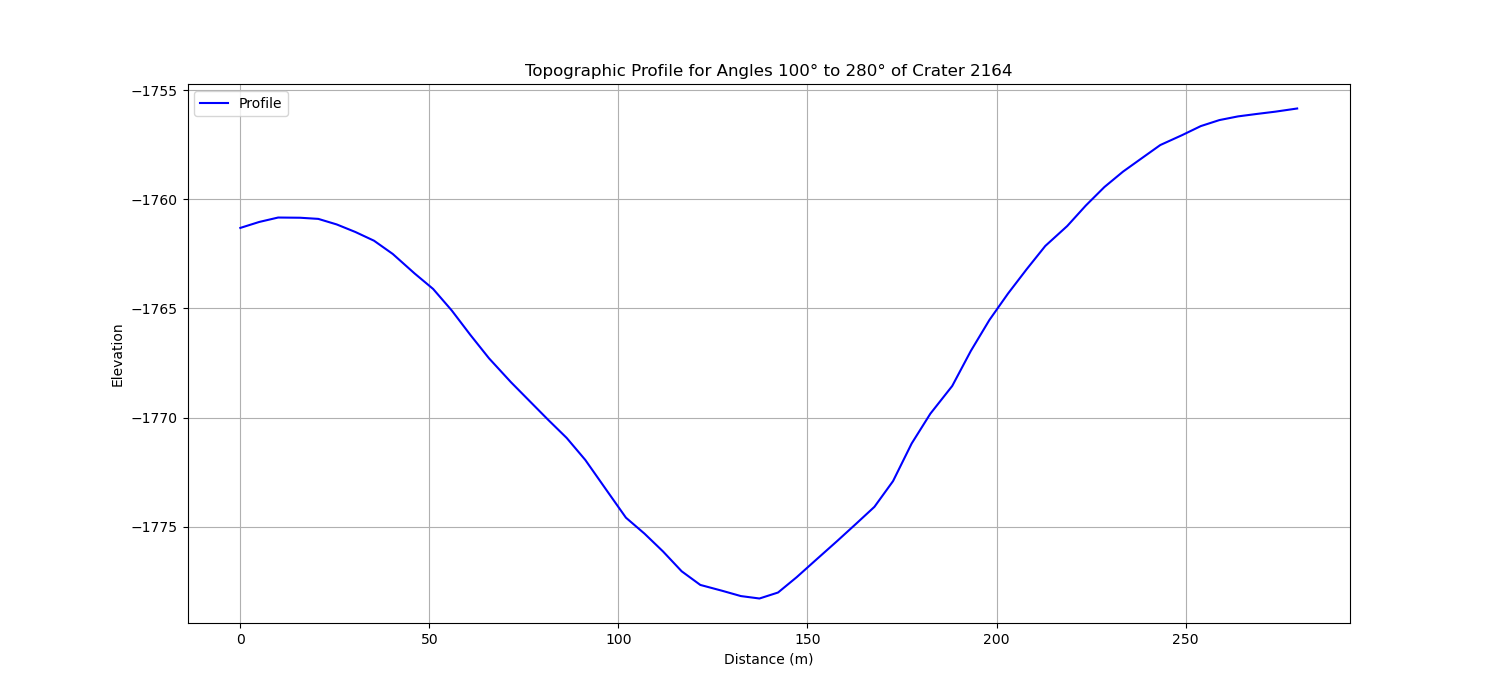 Topographic Profile for Angles 100° to 280° of Crater 2164
Profile
−1755
−1760
−1765
−1770
−1775
Elevation
0 50 100 150 200 250
Distance (m)